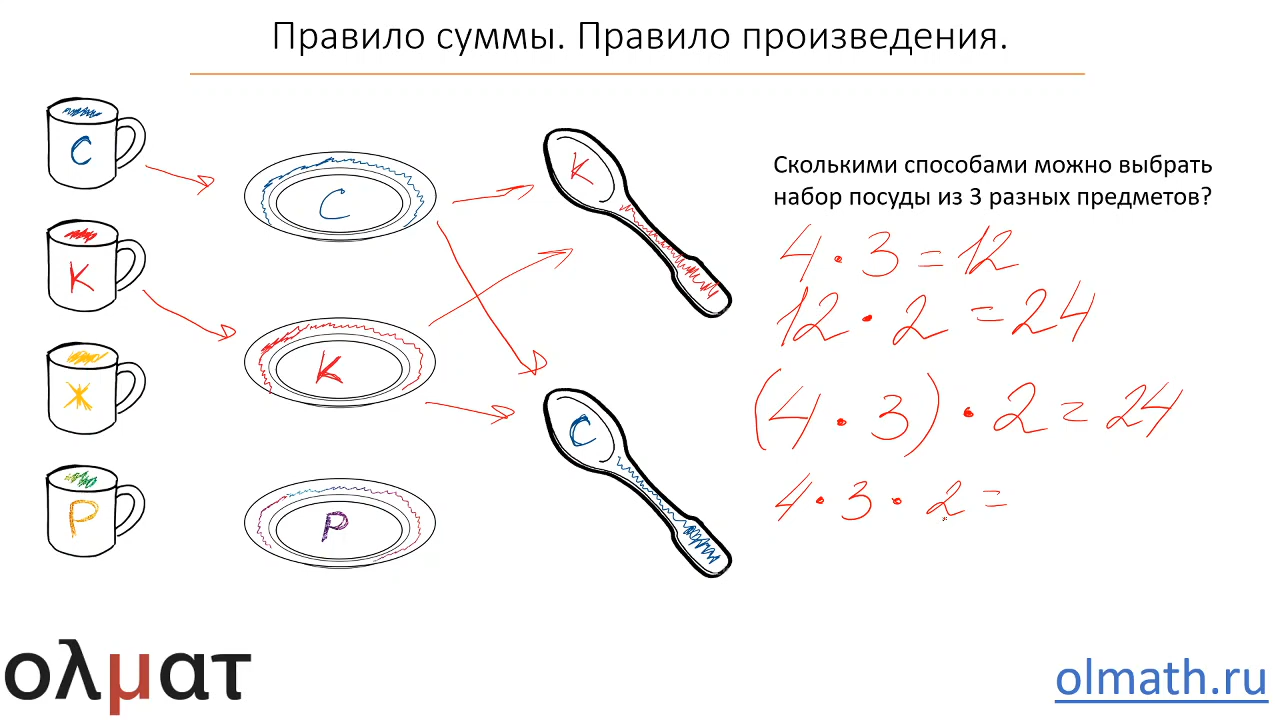 Правило суммы. Правило произведения.
С
К
Ж
Р
С
К
Р
К
С
Сколькими способами можно выбрать
набор посуды из 3 разных предметов?
4 · 3 = 12
12 · 2 = 24
(4 · 3) · 2 = 24
4 · 3 · 2 =
ολματ
olmath.ru